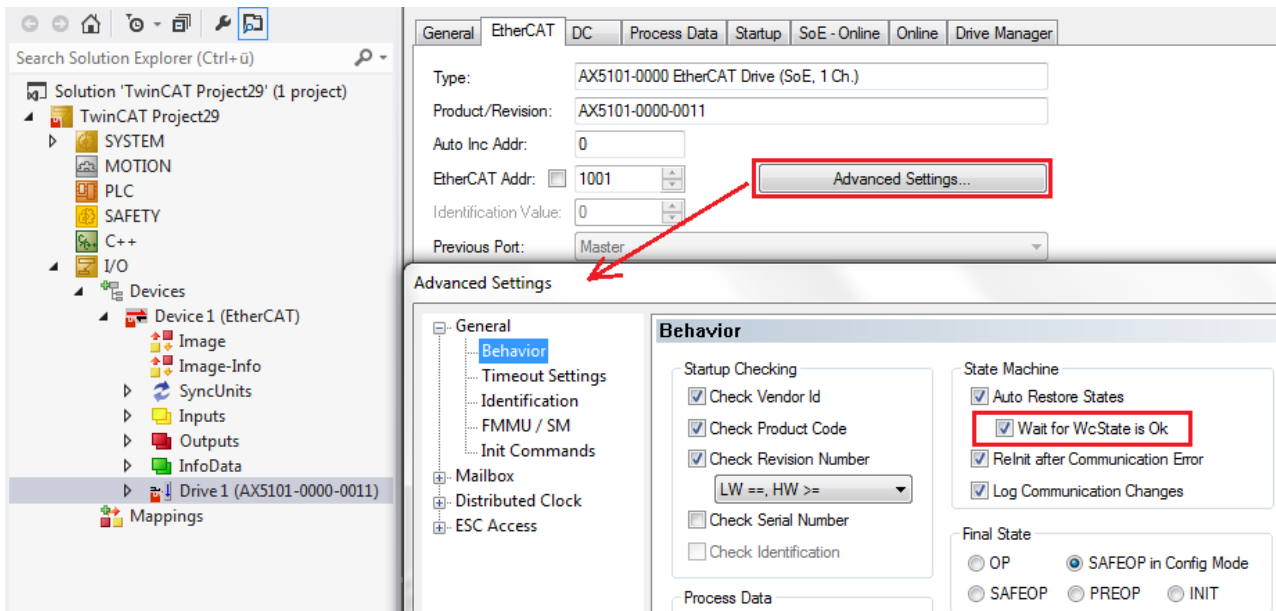 Search Solution Explorer (Ctrl+ü)
Solution 'TwinCAT Project29' (1 project)
TwinCAT Project29
SYSTEM
MOTION
PLC
SAFETY
C++
I/O
Devices
Device 1 (EtherCAT)
Image
Image-Info
SyncUnits
Inputs
Outputs
InfoData
Drive 1 (AX5101-0000-0011)
Mappings
General EtherCAT DC Process Data Startup SoE - Online Online Drive Manager
Type: AX5101-0000 EtherCAT Drive (SoE, 1 Ch.)
Product/Revision: AX5101-0000-0011
Auto Inc Addr: 0
EtherCAT Addr: 1001 Advanced Settings...
Identification Value: 0
Previous Port: Master
Advanced Settings
General
Behavior
Timeout Settings
Identification
FMMU / SM
Init Commands
Mailbox
Distributed Clock
ESC Access
Behavior
Startup Checking
Check Vendor Id
Check Product Code
Check Revision Number
LW ==, HW >=
Check Serial Number
Check Identification
Process Data
State Machine
Auto Restore States
Wait for WcState is Ok
ReInit after Communication Error
Log Communication Changes
Final State
OP SAFEOP in Config Mode
SAFEOP PREOP INIT